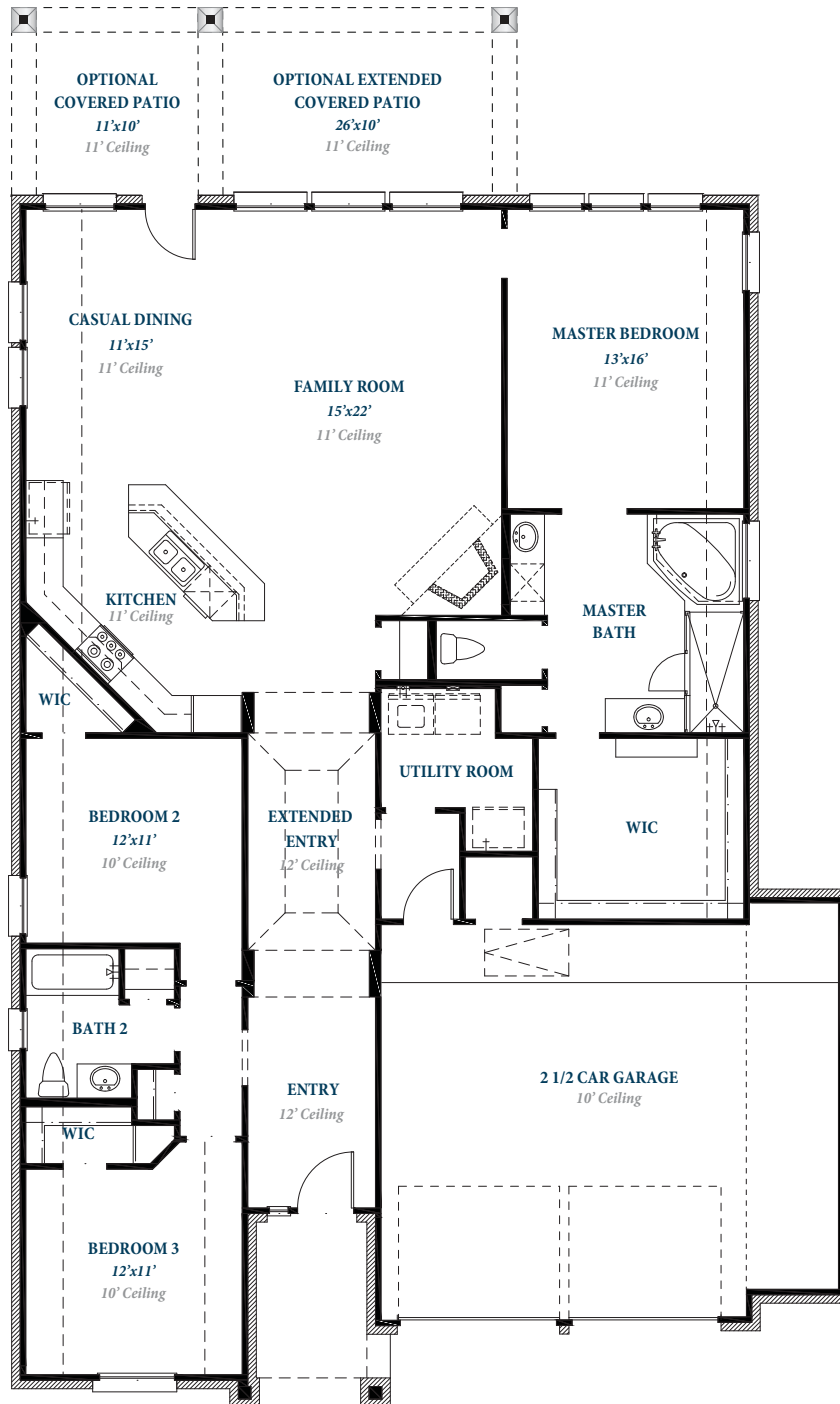 OPTIONAL
COVERED PATIO
11'x10'
11' Ceiling
OPTIONAL EXTENDED
COVERED PATIO
26'x10'
11' Ceiling
CASUAL DINING
11'x15'
11' Ceiling
FAMILY ROOM
15'x22'
11' Ceiling
MASTER BEDROOM
13'x16'
11' Ceiling
KITCHEN
11' Ceiling
MASTER
BATH
WIC
UTILITY ROOM
BEDROOM 2
12'x11'
10' Ceiling
EXTENDED
ENTRY
12' Ceiling
WIC
BATH 2
ENTRY
12' Ceiling
2 1/2 CAR GARAGE
10' Ceiling
WIC
BEDROOM 3
12'x11'
10' Ceiling